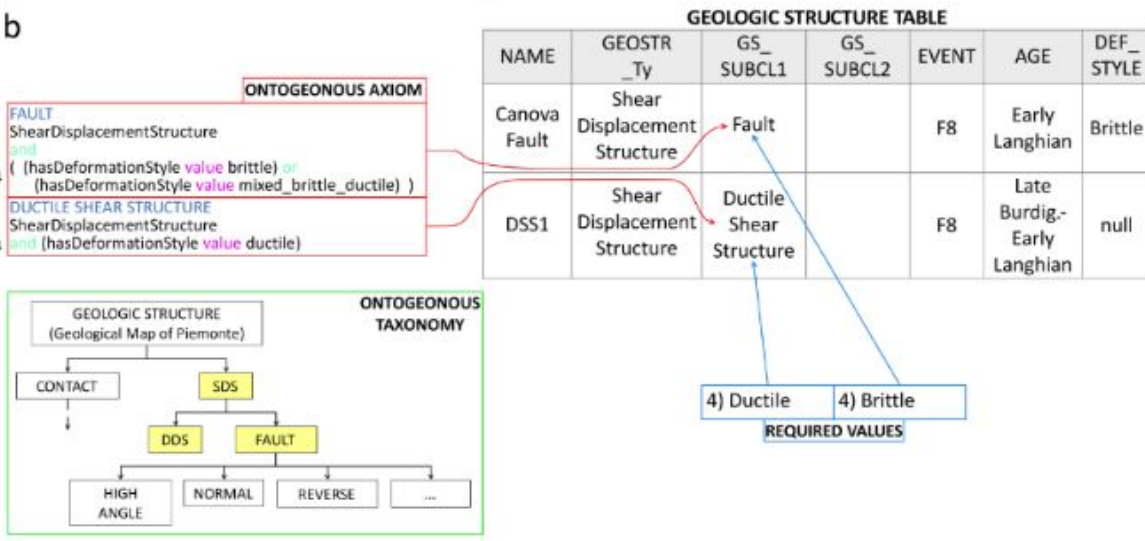 b
GEOLOGIC STRUCTURE TABLE
NAME
GEOSTR
_Ty
GS_
SUBCL1
GS_
SUBCL2
EVENT
AGE
DEF_
STYLE
Canova
Fault
Shear
Displacement
Structure
Fault
F8
Early
Langhian
Brittle
DSS1
Shear
Displacement
Structure
Ductile
Shear
Structure
F8
Late
Burdig.-
Early
Langhian
null
ONTOGEONOUS AXIOM
FAULT
ShearDisplacementStructure
and
( (hasDeformationStyle value brittle) or
(hasDeformationStyle value mixed_brittle_ductile) )
DUCTILE SHEAR STRUCTURE
ShearDisplacementStructure
and (hasDeformationStyle value ductile)
ONTOGEONOUS
TAXONOMY
GEOLOGIC STRUCTURE
(Geological Map of Piemonte)
CONTACT
SDS
DDS
FAULT
HIGH
ANGLE
NORMAL
REVERSE
...
4) Ductile
4) Brittle
REQUIRED VALUES